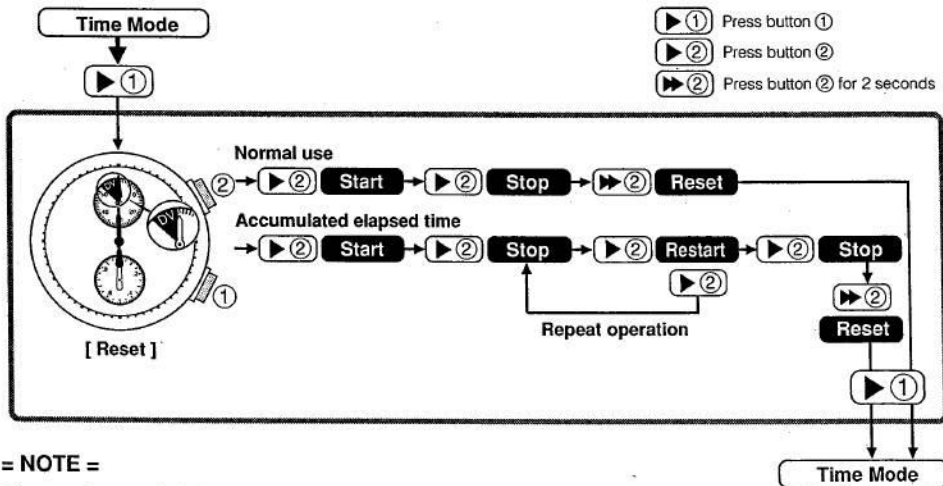 Time Mode
▶①
▶① Press button ①
▶② Press button ②
▶▶② Press button ② for 2 seconds
Normal use
▶② Start ▶② Stop ▶▶② Reset
Accumulated elapsed time
▶② Start ▶② Stop ▶② Restart ▶② Stop
▶②
▶▶②
Repeat operation
Reset
②
DV
①
[ Reset ]
▶①
= NOTE =
Time Mode